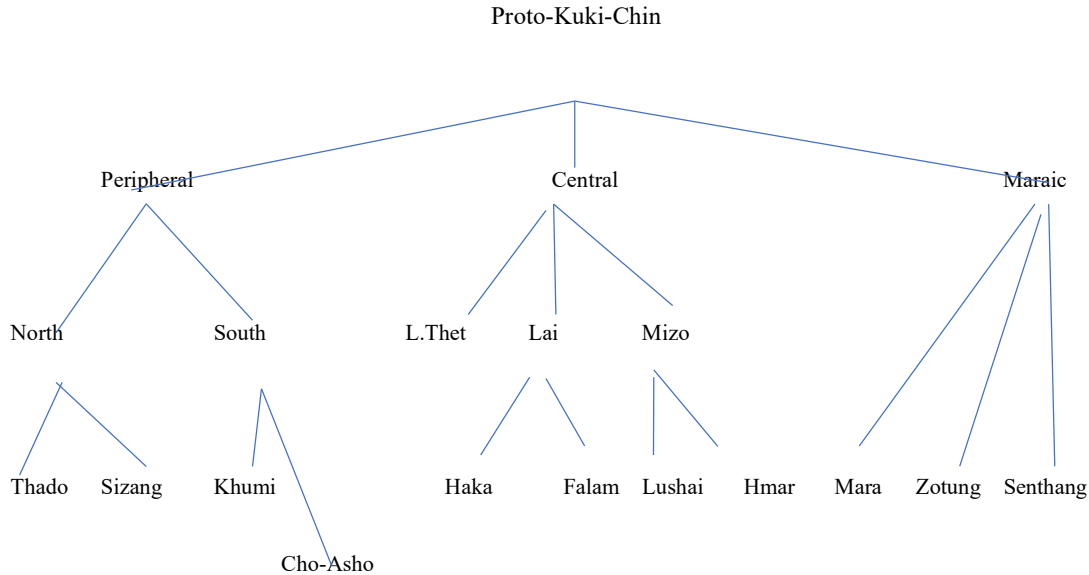 Proto-Kuki-Chin
Peripheral Central Maraic
North South L.Thet Lai Mizo
Thado Sizang Khumi Haka Falam Lushai Hmar Mara Zotung Senthang
Cho-Asho